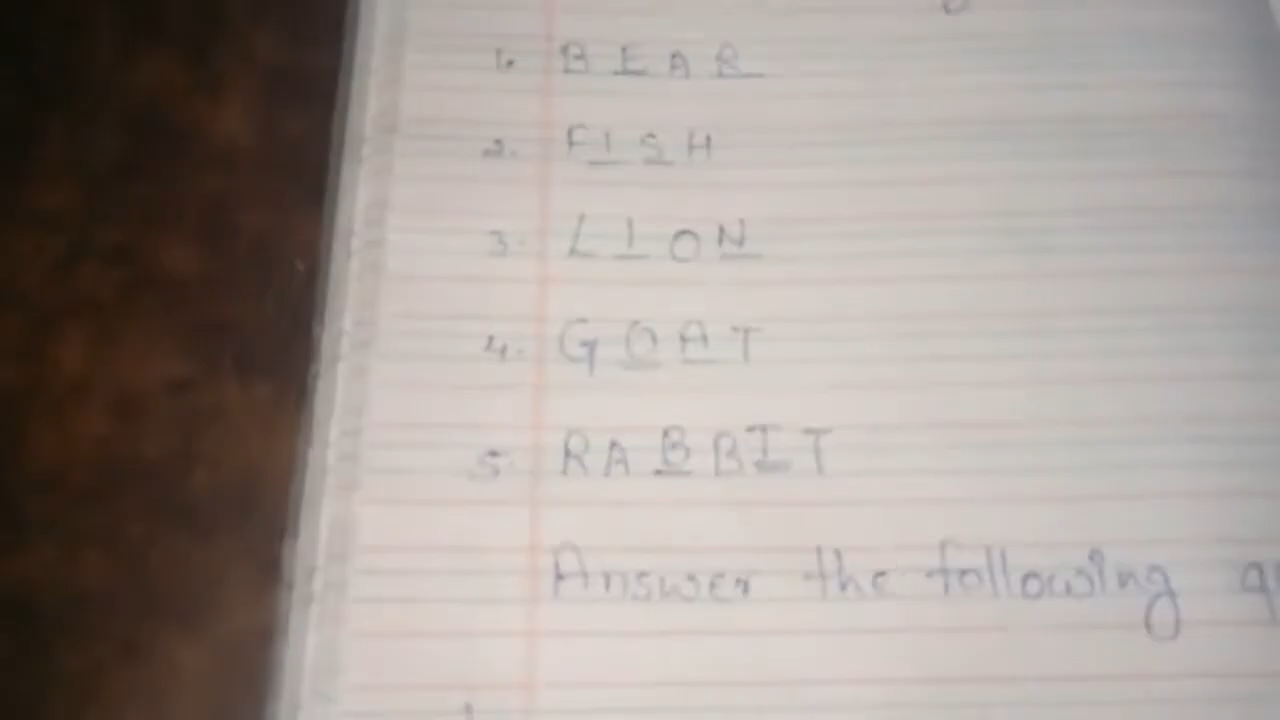 1. BEAR
2. FISH
3. LION
4. GOAT
5. RABBIT
Answer the following